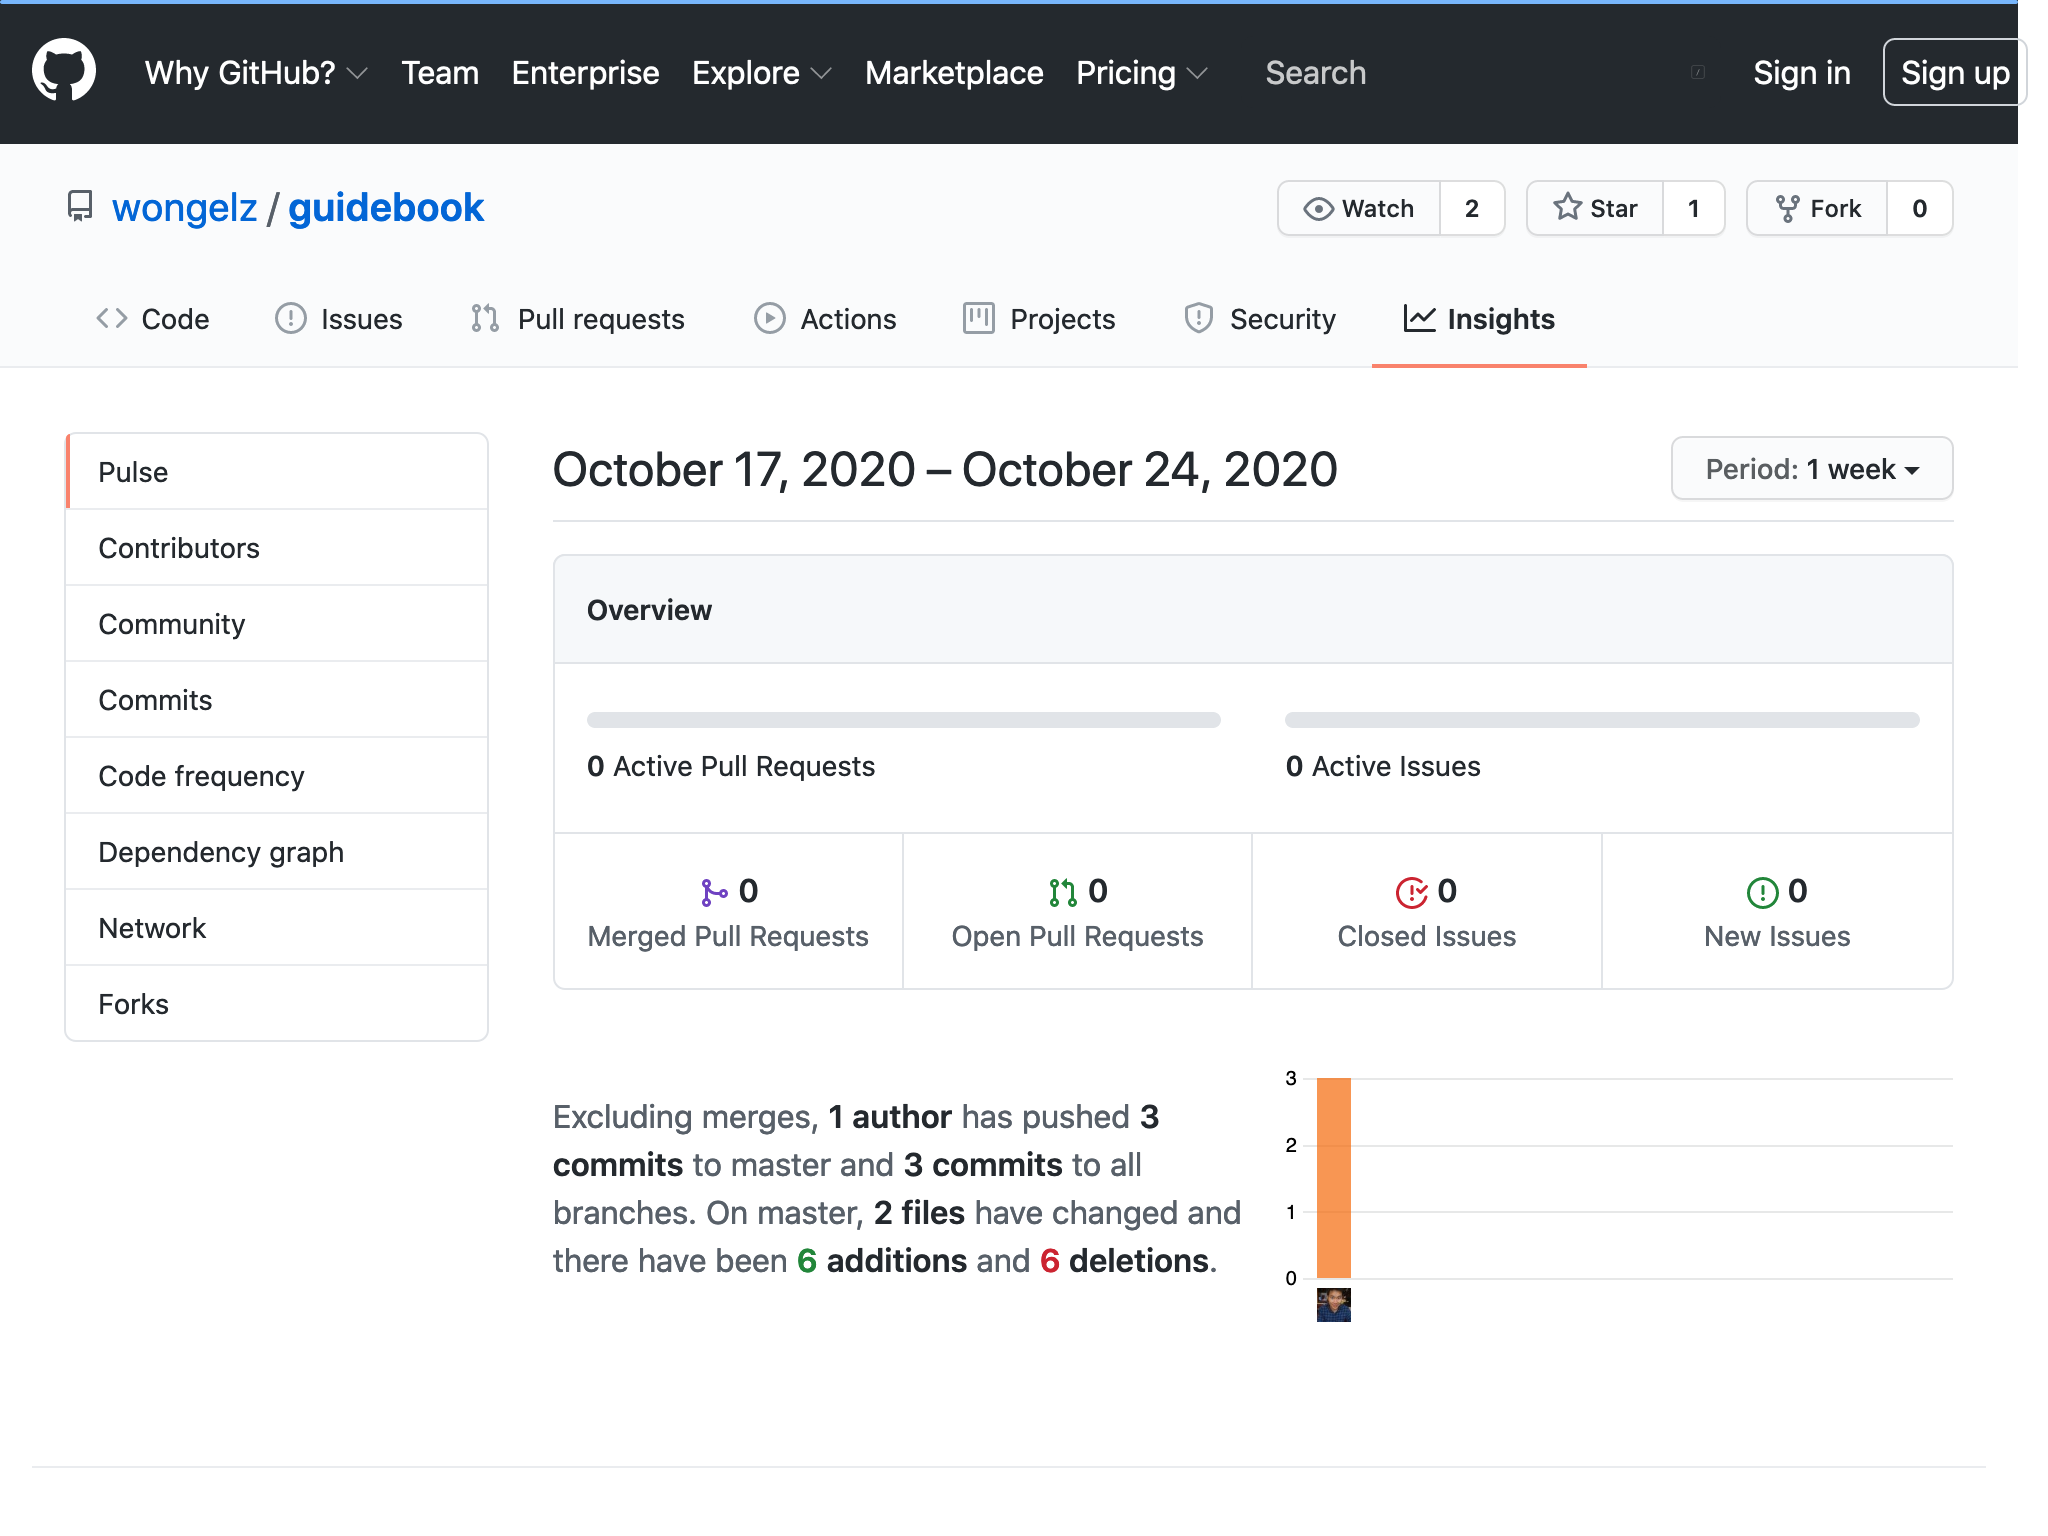 Why GitHub? Team Enterprise Explore Marketplace Pricing Search / Sign in Sign up
wongelz / guidebook Watch 2 Star 1 Fork 0
Code Issues Pull requests Actions Projects Security Insights
Pulse
Contributors
Community
Commits
Code frequency
Dependency graph
Network
Forks
October 17, 2020 – October 24, 2020 Period: 1 week
Overview
0 Active Pull Requests 0 Active Issues
0 0 0 0
Merged Pull Requests Open Pull Requests Closed Issues New Issues
Excluding merges, 1 author has pushed 3
commits to master and 3 commits to all
branches. On master, 2 files have changed and
there have been 6 additions and 6 deletions.
3
2
1
0